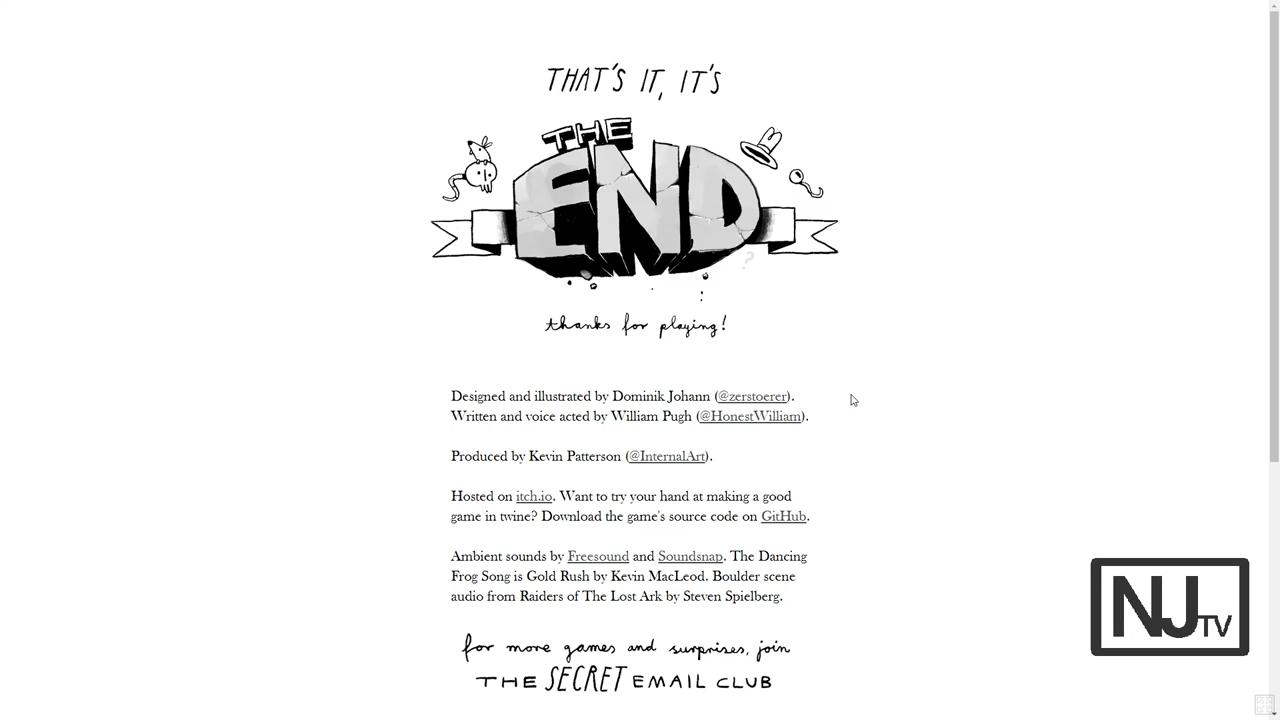 THAT'S IT, IT'S
THE
END
?
thanks for playing!
Designed and illustrated by Dominik Johann (@zerstoerer).
Written and voice acted by William Pugh (@HonestWilliam).
Produced by Kevin Patterson (@InternalArt).
Hosted on itch.io. Want to try your hand at making a good
game in twine? Download the game's source code on GitHub.
Ambient sounds by Freesound and Soundsnap. The Dancing
Frog Song is Gold Rush by Kevin MacLeod. Boulder scene
audio from Raiders of The Lost Ark by Steven Spielberg.
for more games and surprises, join
THE SECRET EMAIL CLUB
NJTV